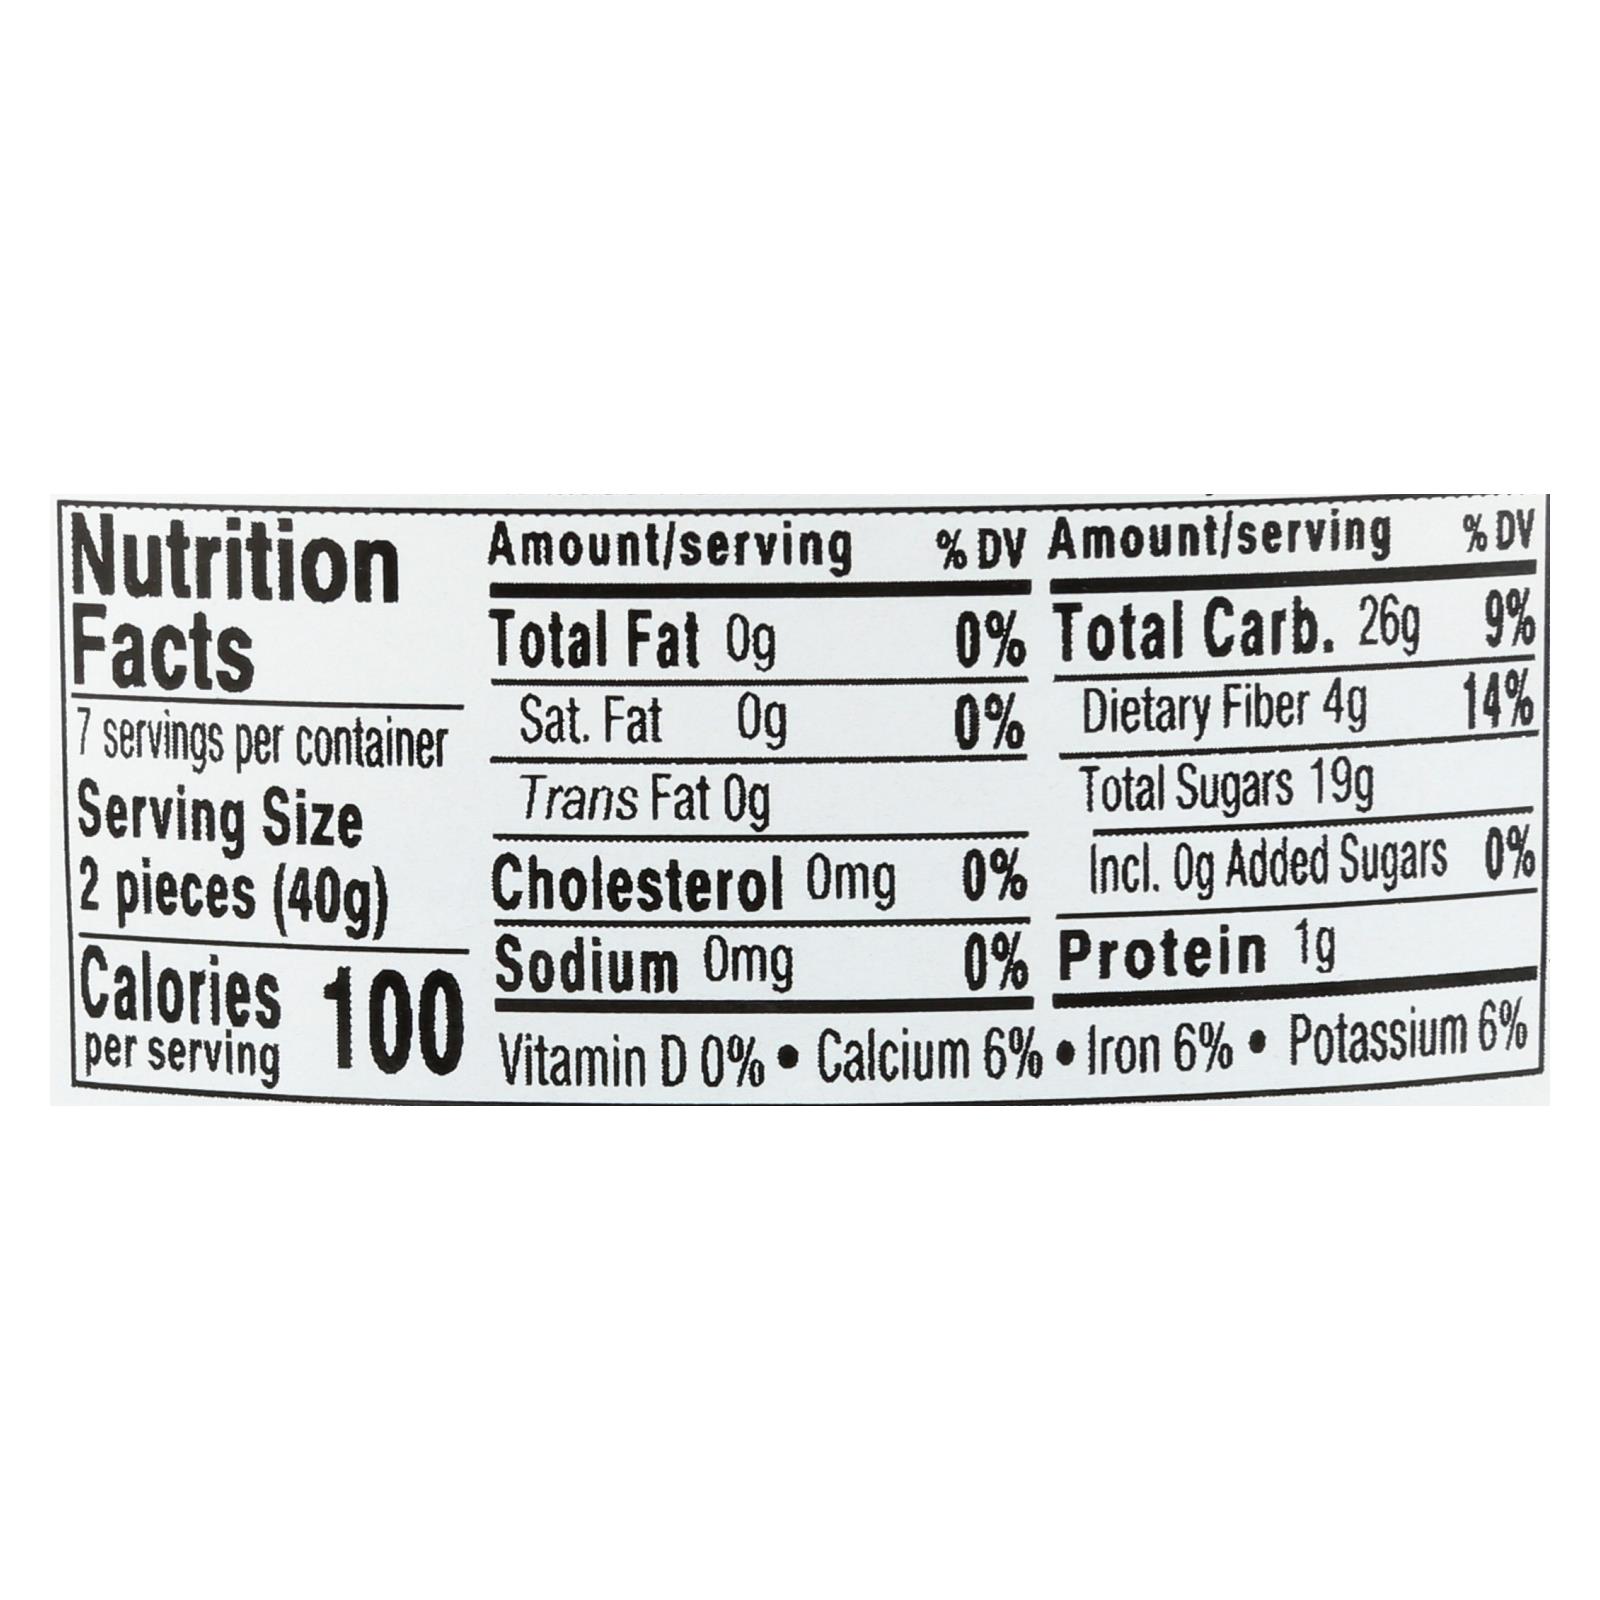 Nutrition
Facts
7 servings per container
Serving Size
2 pieces (40g)
Calories 100
per serving
Amount/serving % DV
Total Fat 0g 0%
Sat. Fat 0g 0%
Trans Fat 0g
Cholesterol 0mg 0%
Sodium 0mg 0%
Amount/serving % DV
Total Carb. 26g 9%
Dietary Fiber 4g 14%
Total Sugars 19g
Incl. 0g Added Sugars 0%
Protein 1g
Vitamin D 0% • Calcium 6% • Iron 6% • Potassium 6%